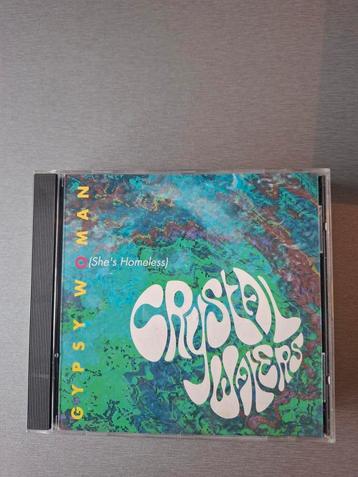 GYPSY WOMAN
(She's Homeless)
CRYSTAL
WATERS